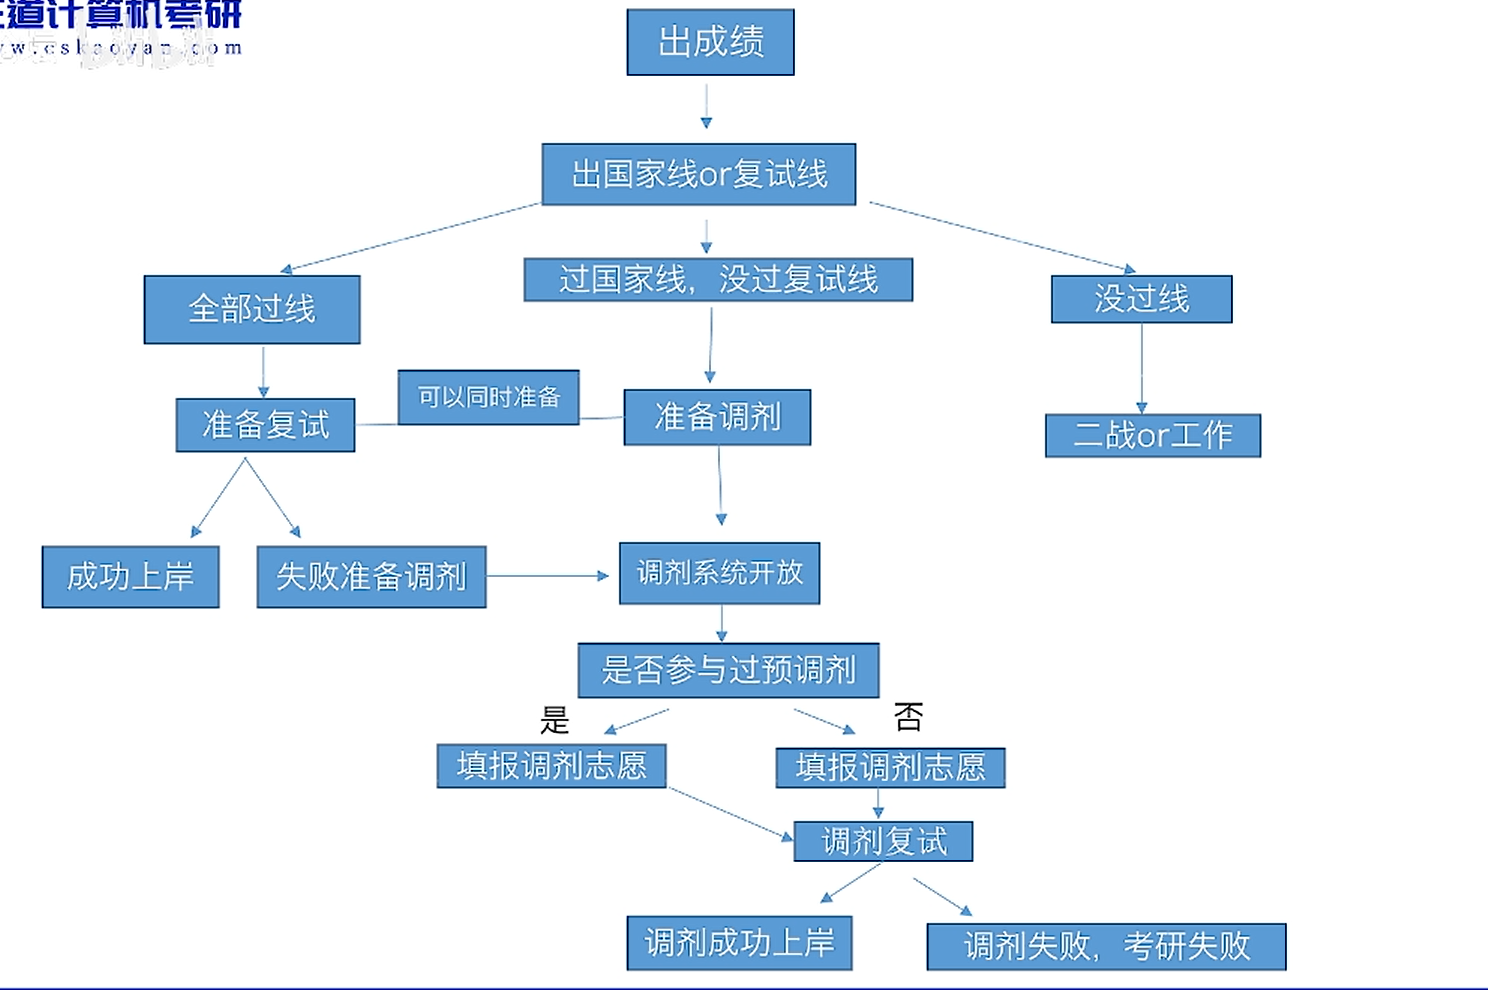 道计算机考研
w.cskaoyan.com
出成绩
出国家线or复试线
全部过线
过国家线，没过复试线
没过线
准备复试
可以同时准备
准备调剂
二战or工作
成功上岸
失败准备调剂
调剂系统开放
是否参与过预调剂
是
否
填报调剂志愿
填报调剂志愿
调剂复试
调剂成功上岸
调剂失败，考研失败